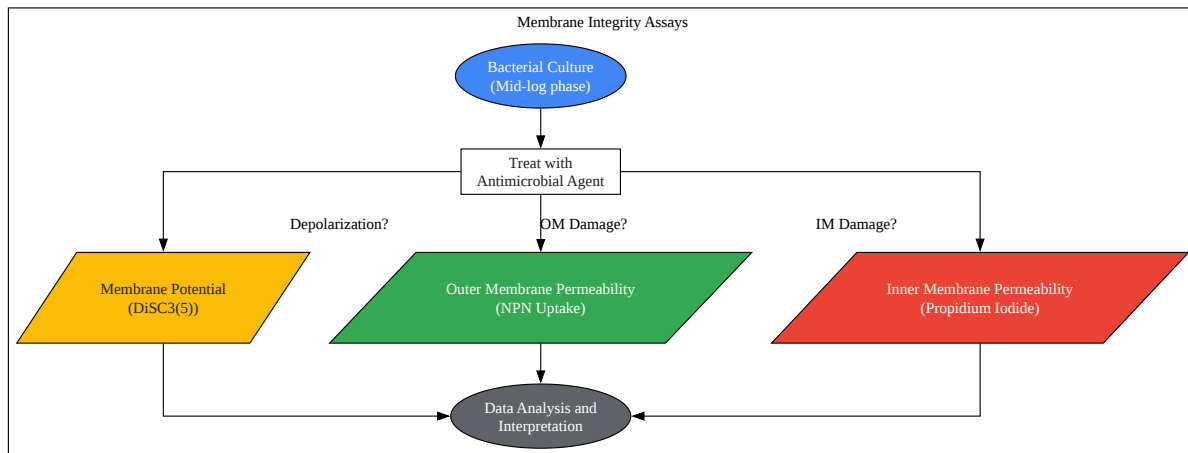 Membrane Integrity Assays
Bacterial Culture
(Mid-log phase)
Treat with
Antimicrobial Agent
Depolarization?
OM Damage?
IM Damage?
Membrane Potential
(DiSC3(5))
Outer Membrane Permeability
(NPN Uptake)
Inner Membrane Permeability
(Propidium Iodide)
Data Analysis and
Interpretation